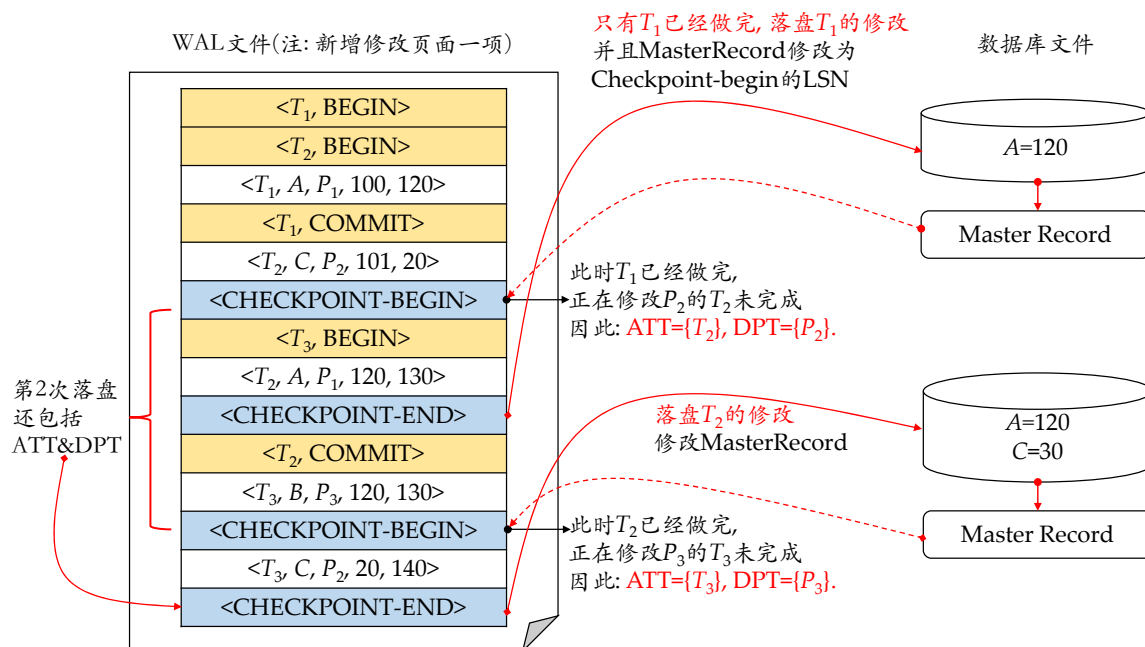 WAL文件(注: 新增修改页面一项)
<T1, BEGIN>
<T2, BEGIN>
<T1, A, P1, 100, 120>
<T1, COMMIT>
<T2, C, P2, 101, 20>
<CHECKPOINT-BEGIN>
<T3, BEGIN>
<T2, A, P1, 120, 130>
<CHECKPOINT-END>
<T2, COMMIT>
<T3, B, P3, 120, 130>
<CHECKPOINT-BEGIN>
<T3, C, P2, 20, 140>
<CHECKPOINT-END>
第2次落盘
还包括
ATT&DPT
只有T1已经做完, 落盘T1的修改
并且MasterRecord修改为
Checkpoint-begin的LSN
此时T1已经做完,
正在修改P2的T2未完成
因此: ATT={T2}, DPT={P2}.
落盘T2的修改
修改MasterRecord
此时T2已经做完,
正在修改P3的T3未完成
因此: ATT={T3}, DPT={P3}.
数据库文件
A=120
Master Record
A=120
C=30
Master Record